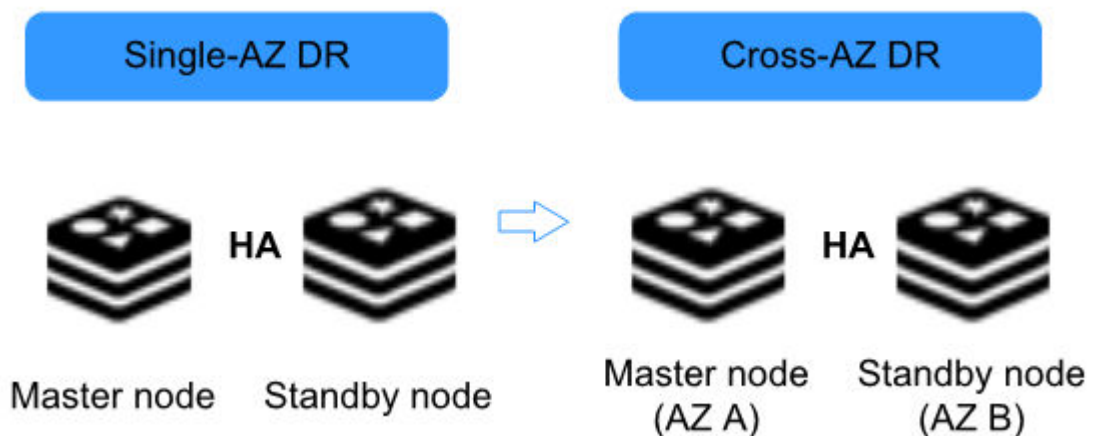 Single-AZ DR
Cross-AZ DR
HA
HA
Master node
Standby node
Master node
(AZ A)
Standby node
(AZ B)